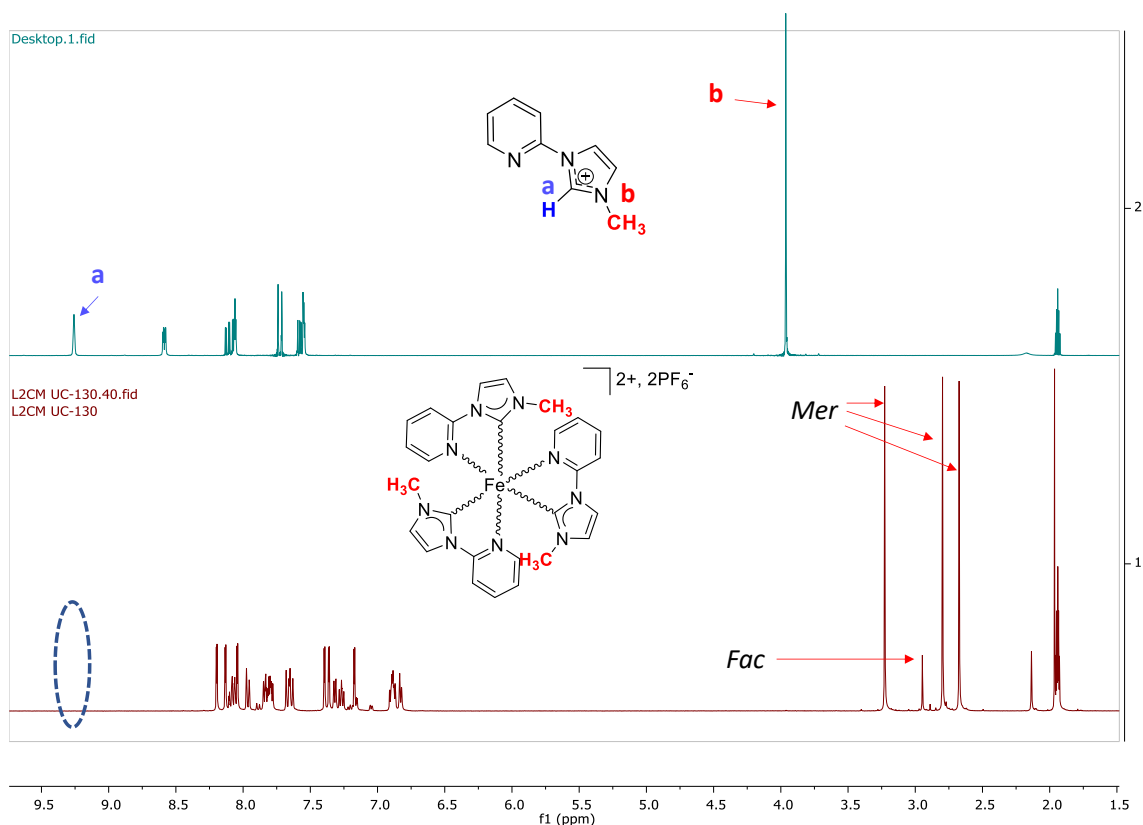 Desktop.1.fid
b
N
N
a
+
N
b
H
CH3
a
2
L2CM UC-130.40.fid
L2CM UC-130
2+, 2PF6-
N
N
CH3
N
N
H3C
Fe
N
N
N
N
N
H3C
Mer
Fac
1
9.5 9.0 8.5 8.0 7.5 7.0 6.5 6.0 5.5 5.0 4.5 4.0 3.5 3.0 2.5 2.0 1.5
f1 (ppm)